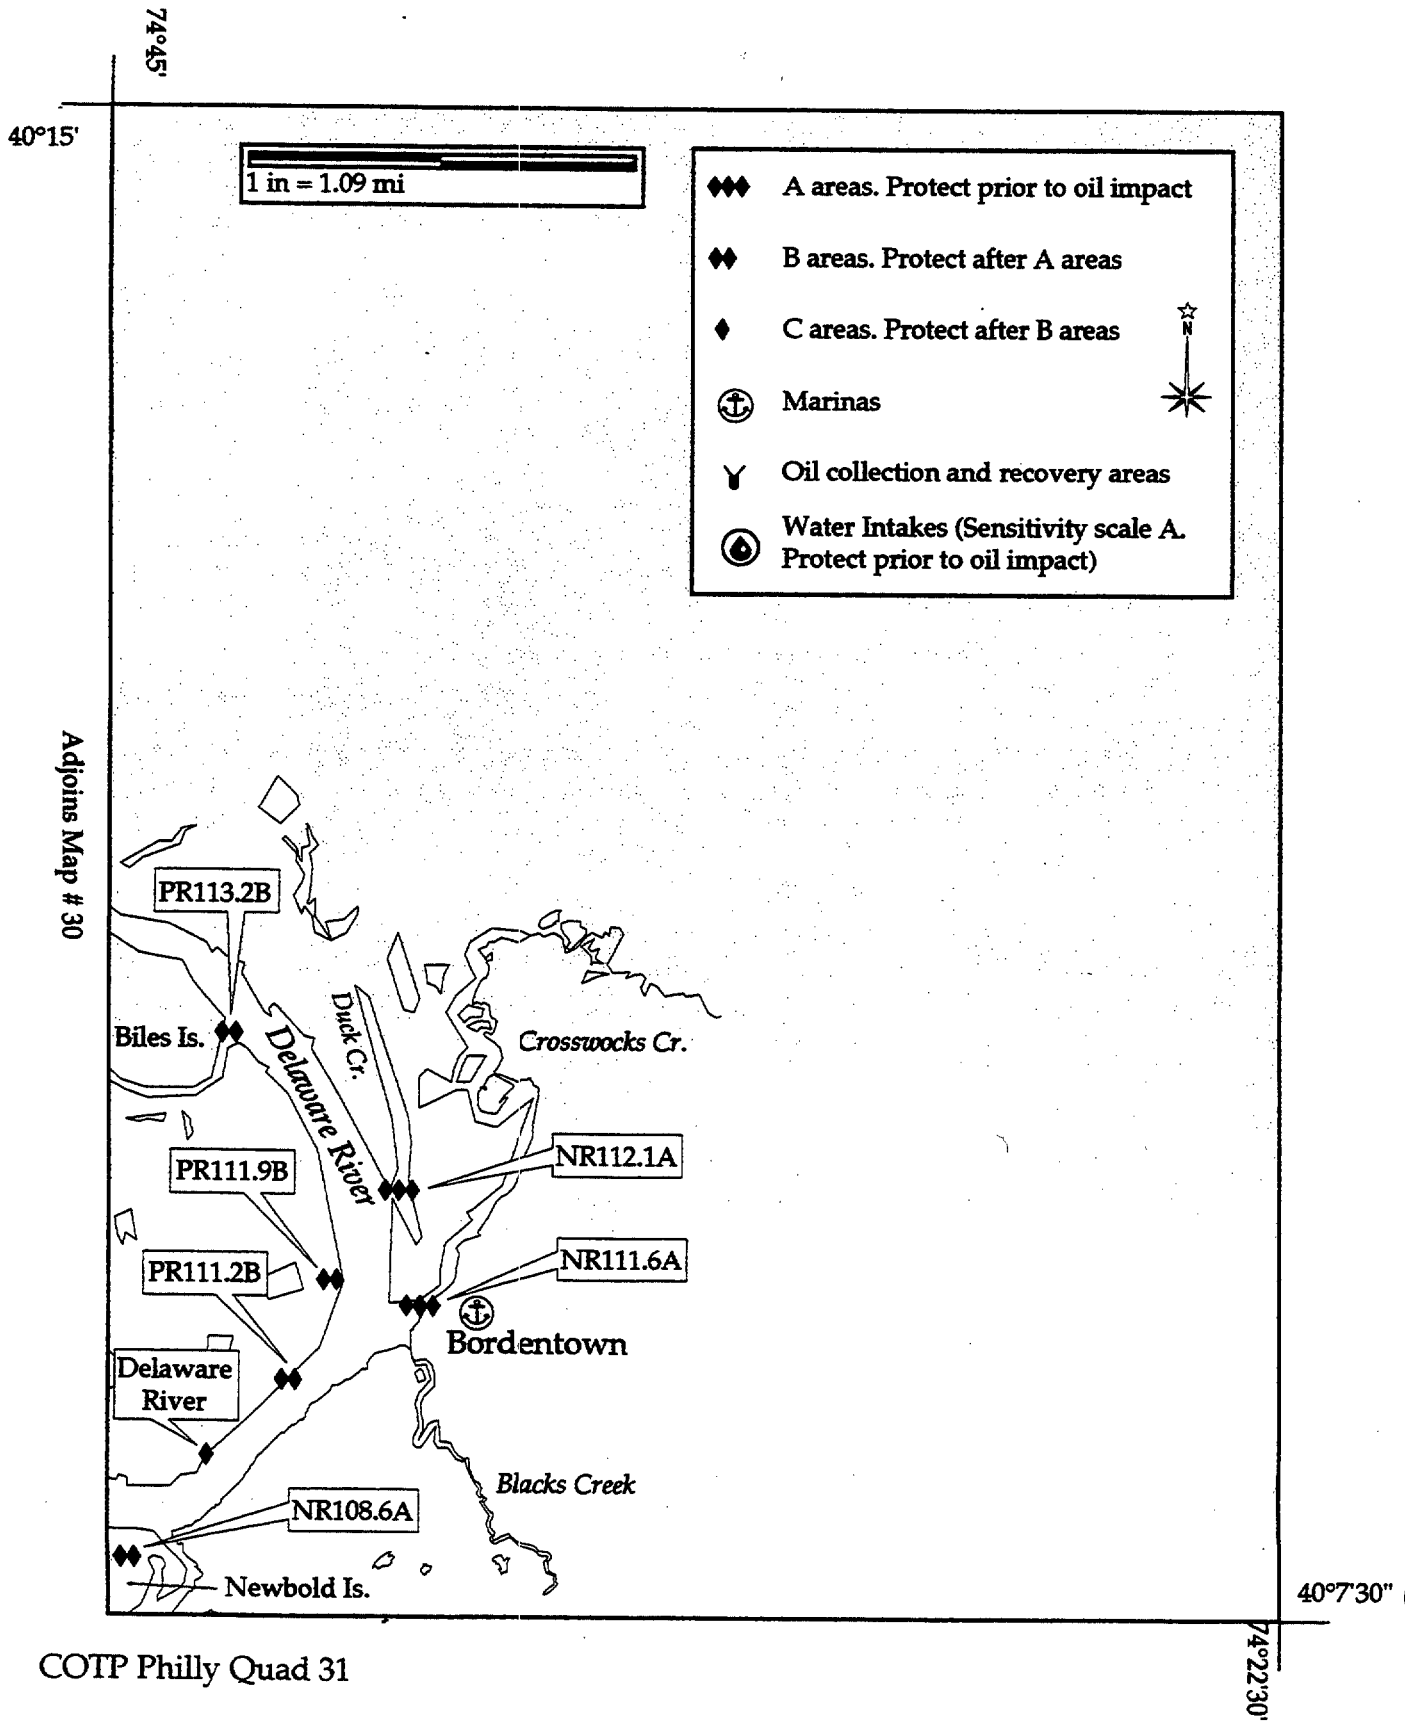 74°45'
40°15'
1 in = 1.09 mi
A areas. Protect prior to oil impact
B areas. Protect after A areas
C areas. Protect after B areas
N
Marinas
Oil collection and recovery areas
Water Intakes (Sensitivity scale A.
Protect prior to oil impact)
Adjoins Map # 30
PR113.2B
Biles Is.
Delaware River
Duck Cr.
Crosswocks Cr.
NR112.1A
PR111.9B
NR111.6A
PR111.2B
Bordentown
Delaware
River
Blacks Creek
NR108.6A
Newbold Is.
40°7'30"
74°22'30"
COTP Philly Quad 31